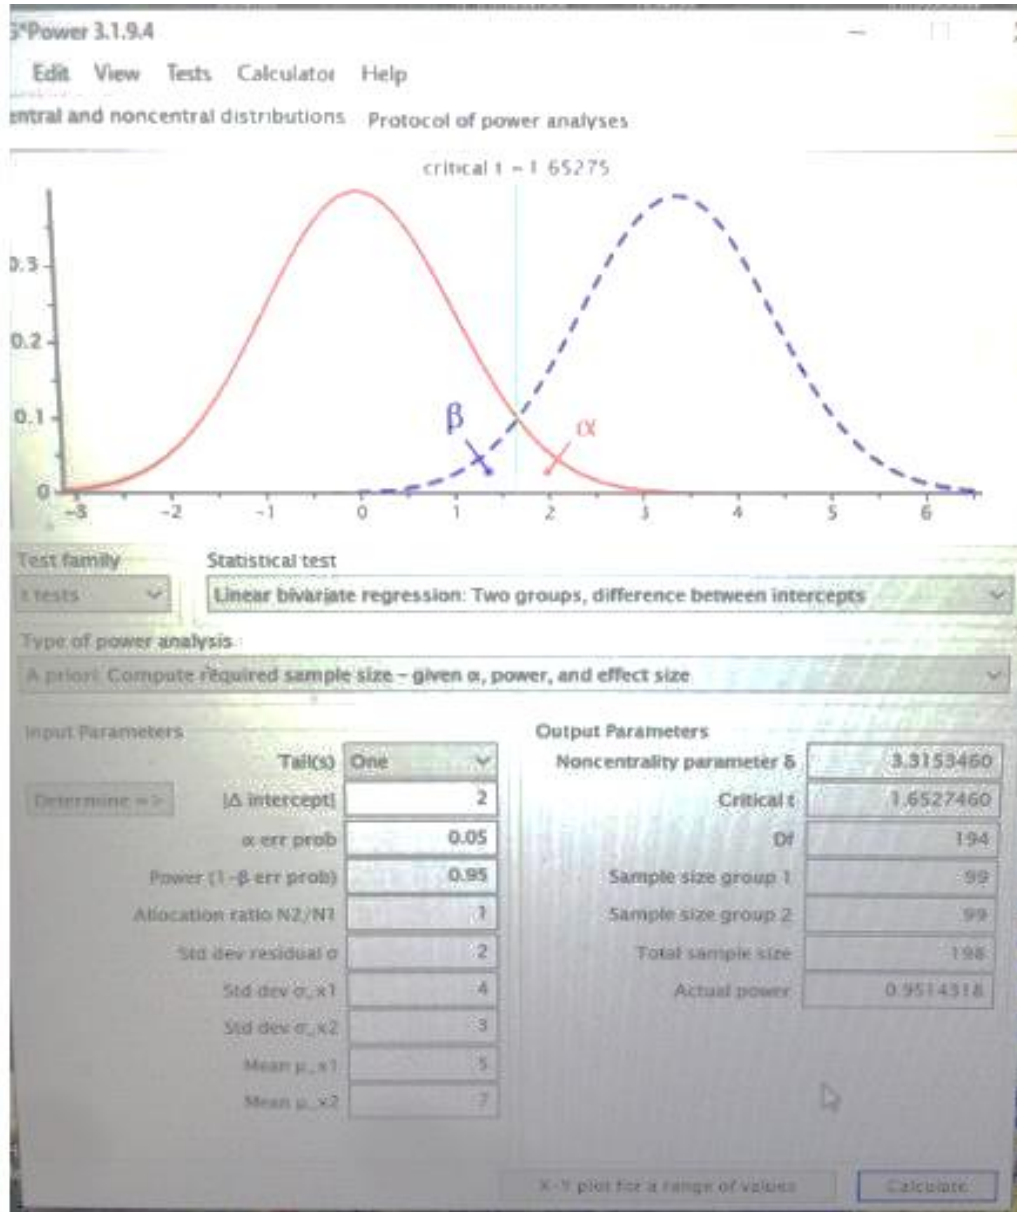 G*Power 3.1.9.4
Edit View Tests Calculator Help
entral and noncentral distributions Protocol of power analyses
critical t = 1.65275
0.3
0.2
0.1
0
β
α
-3 -2 -1 0 1 2 3 4 5 6
Test family Statistical test
t tests Linear bivariate regression: Two groups, difference between intercepts
Type of power analysis
A priori: Compute required sample size – given α, power, and effect size
Input Parameters Output Parameters
Tail(s) One Noncentrality parameter δ 3.3153460
Determine => |Δ intercept| 2 Critical t 1.6527460
α err prob 0.05 Df 194
Power (1-β err prob) 0.95 Sample size group 1 99
Allocation ratio N2/N1 1 Sample size group 2 99
Std dev residual σ 2 Total sample size 198
Std dev σ_x1 4 Actual power 0.9514318
Std dev σ_x2 3
Mean μ_x1 5
Mean μ_x2 7
X-Y plot for a range of values Calculate